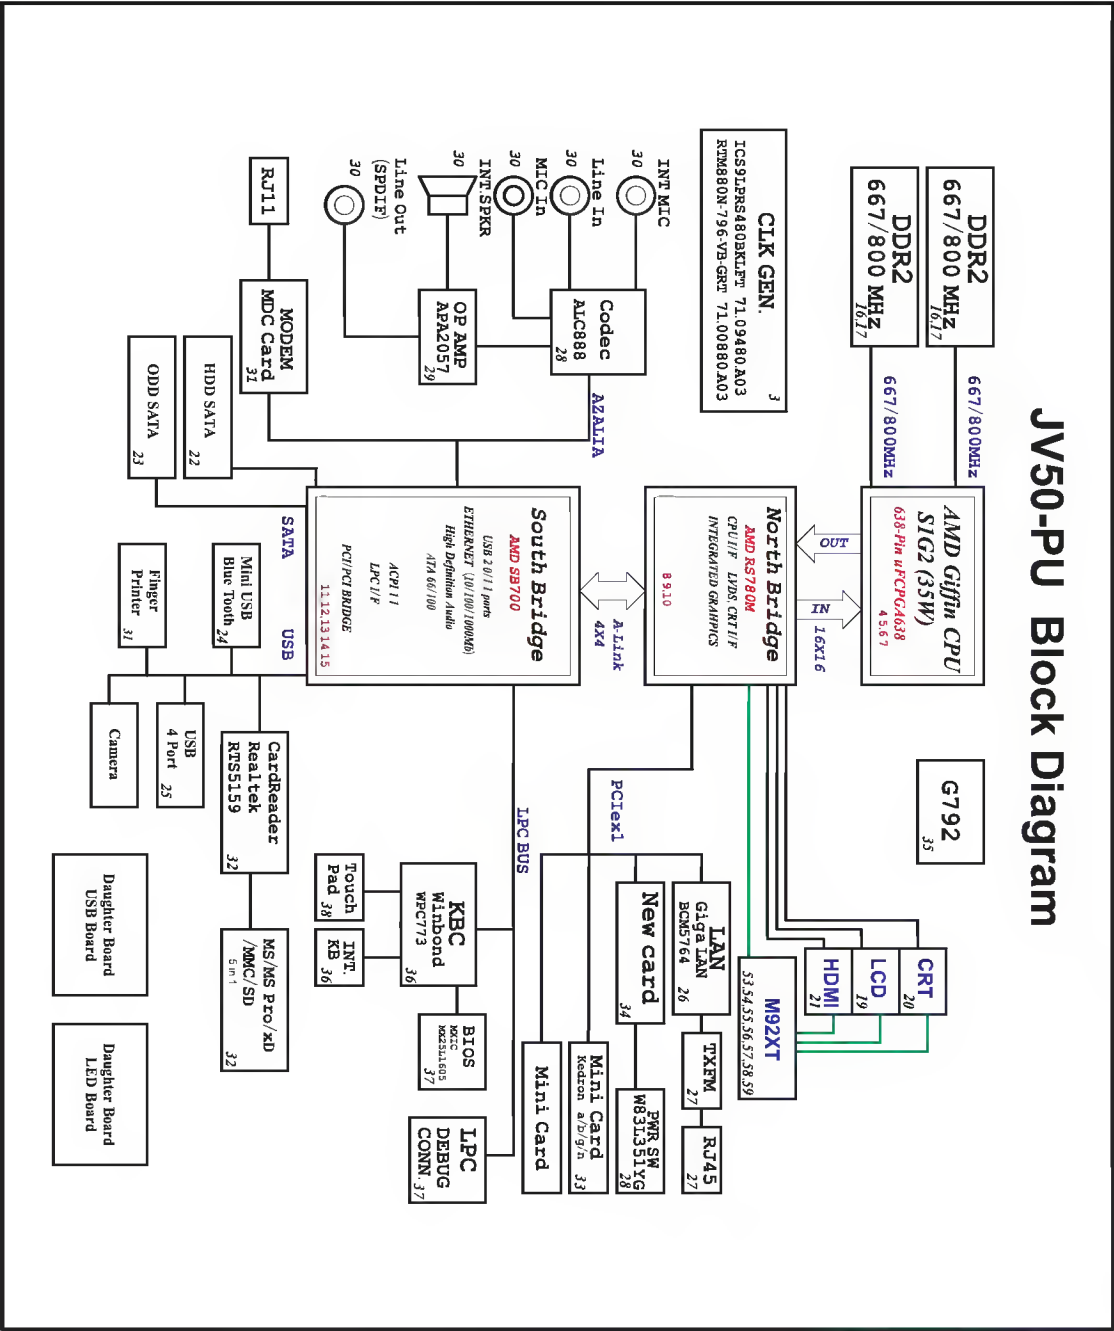 JV50-PU Block Diagram
DDR2
667/800 MHz
16,17
667/800MHz
DDR2
667/800 MHz
16,17
667/800MHz
AMD Giffin CPU
S1G2 (35W)
638-Pin uFCPGA638
4 5.6 7
G792
35
CLK GEN.
ICS9LPRS480BKLFT 71.09480.A03
RTM880N-796-VB-GRT 71.00880.A03
3
OUT
IN
16X16
North Bridge
AMD RS780M
CPU I/F LVDS, CRT I/F
INTEGRATED GRAHPICS
8 9.10
CRT
20
LCD
19
HDMI
21
M92XT
53,54,55,56,57,58,59
INT MIC
30
Line In
30
MIC In
30
INT.SPKR
30
Line Out
(SPDIF)
30
Codec
ALC888
28
OP AMP
APA2057
29
AZALIA
A-Link
4X4
PCIex1
LAN
Giga LAN
BCM5764
26
TXFM
27
RJ45
27
New card
34
PWR SW
W83L351YG
28
Mini Card
Kedron a/b/g/n
33
Mini Card
South Bridge
AMD SB700
USB 2 0/1 1 ports
ETHERNET (10/100/1000Mb)
High Definition Audio
ATA 66/100
ACPI 1 1
LPC I/F
PCI/PCI BRIDGE
11 12.13 14 15
LPC BUS
RJ11
MODEM
MDC Card
31
HDD SATA
22
ODD SATA
23
SATA
USB
KBC
Winbond
WPC773
36
BIOS
MXIC
MX25L1605
37
LPC
DEBUG
CONN.
37
Touch
Pad
38
INT.
KB
36
Mini USB
Blue Tooth
24
Finger
Printer
31
CardReader
Realtek
RTS5159
32
MS/MS Pro/xD
/MMC/SD
5 in 1
32
USB
4 Port
25
Camera
Daughter Board
USB Board
Daughter Board
LED Board